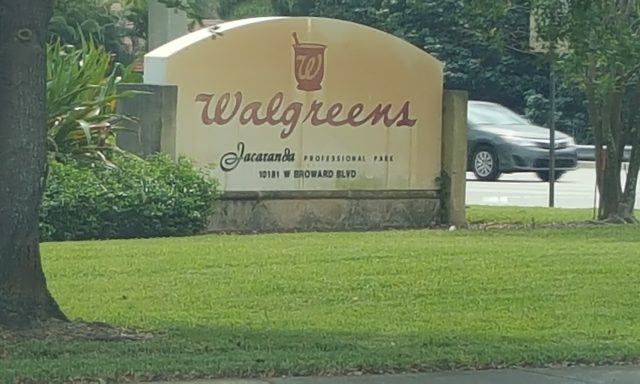 W
Walgreens
Jacaranda PROFESSIONAL PARK
10181 W BROWARD BLVD